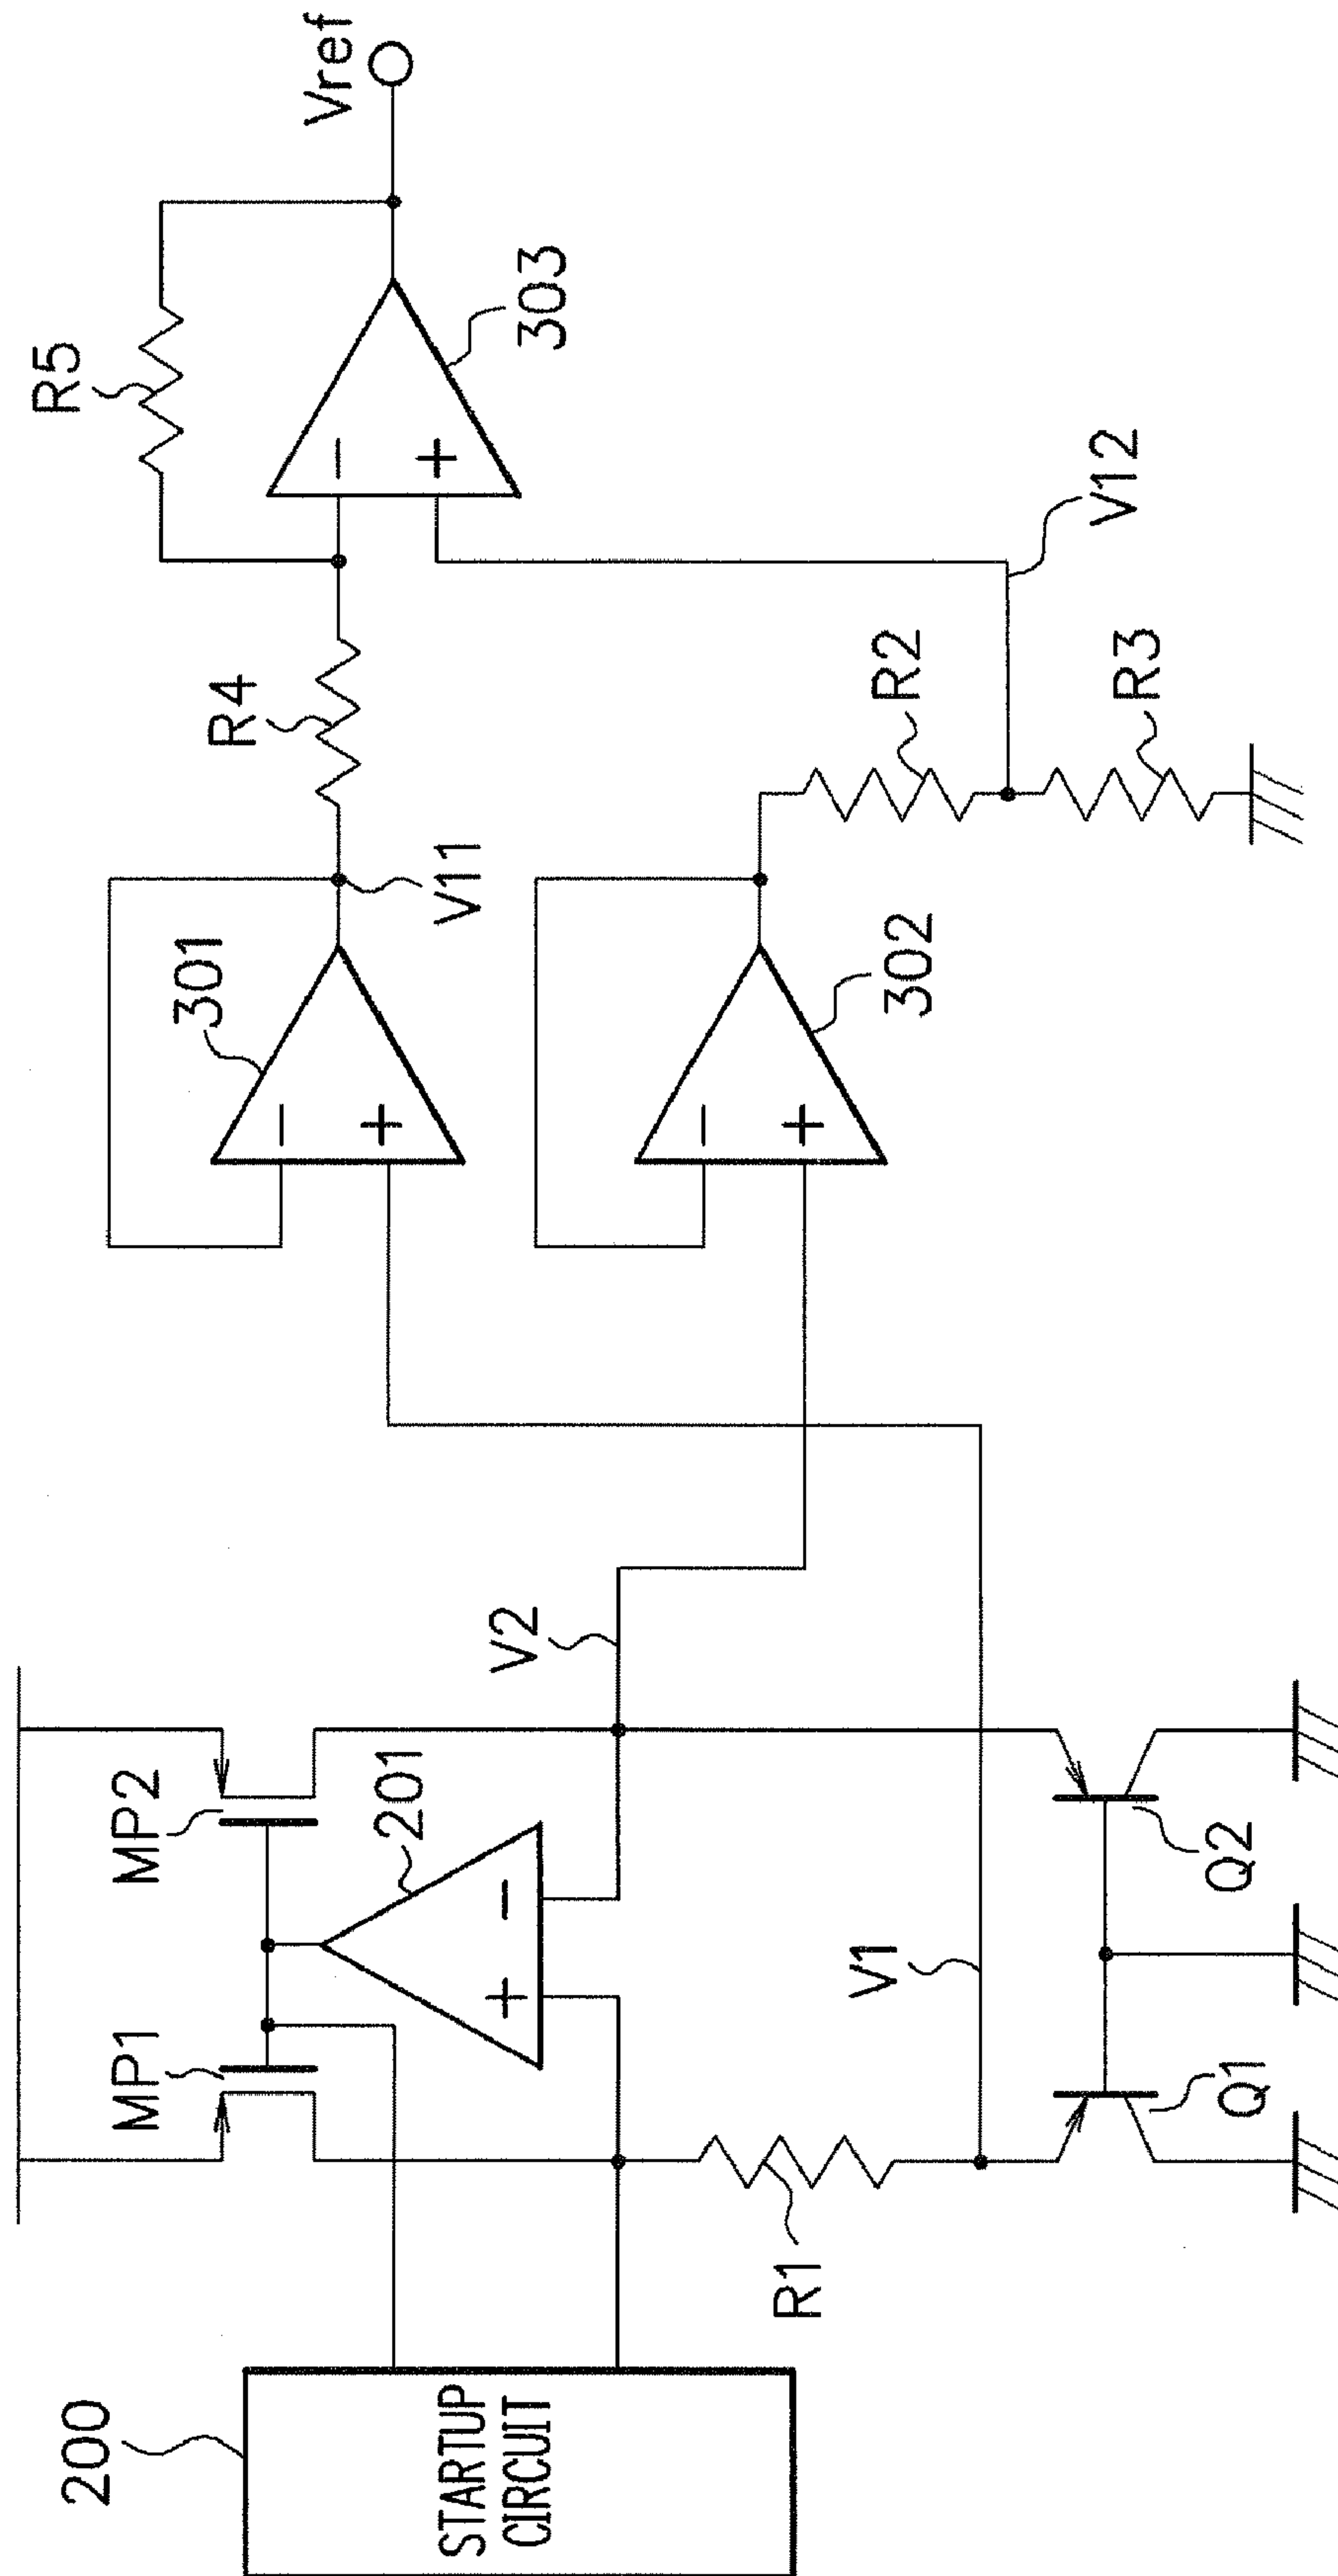 200
STARTUP
CIRCUIT
MP1
MP2
201
+
−
R1
V1
V2
Q1
Q2
301
−
+
V11
302
−
+
R4
R5
R2
R3
303
−
+
V12
Vref